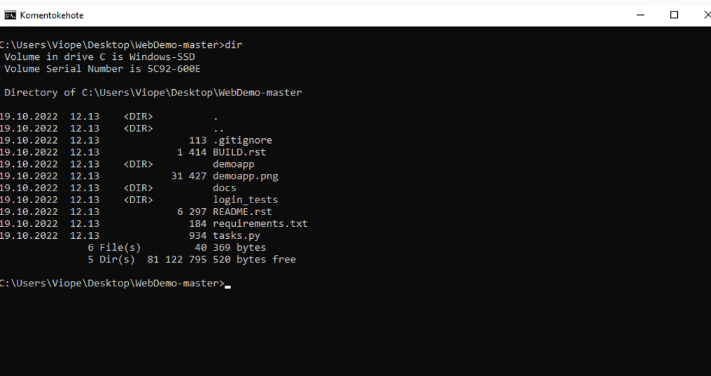 Komentokehote
C:\Users\Viope\Desktop\WebDemo-master>dir
Volume in drive C is Windows-SSD
Volume Serial Number is 5C92-600E
Directory of C:\Users\Viope\Desktop\WebDemo-master
19.10.2022 12.13 <DIR> .
19.10.2022 12.13 <DIR> ..
19.10.2022 12.13 113 .gitignore
19.10.2022 12.13 1 414 BUILD.rst
19.10.2022 12.13 <DIR> demoapp
19.10.2022 12.13 31 427 demoapp.png
19.10.2022 12.13 <DIR> docs
19.10.2022 12.13 <DIR> login_tests
19.10.2022 12.13 6 297 README.rst
19.10.2022 12.13 184 requirements.txt
19.10.2022 12.13 934 tasks.py
6 File(s) 40 369 bytes
5 Dir(s) 81 122 795 520 bytes free
C:\Users\Viope\Desktop\WebDemo-master>